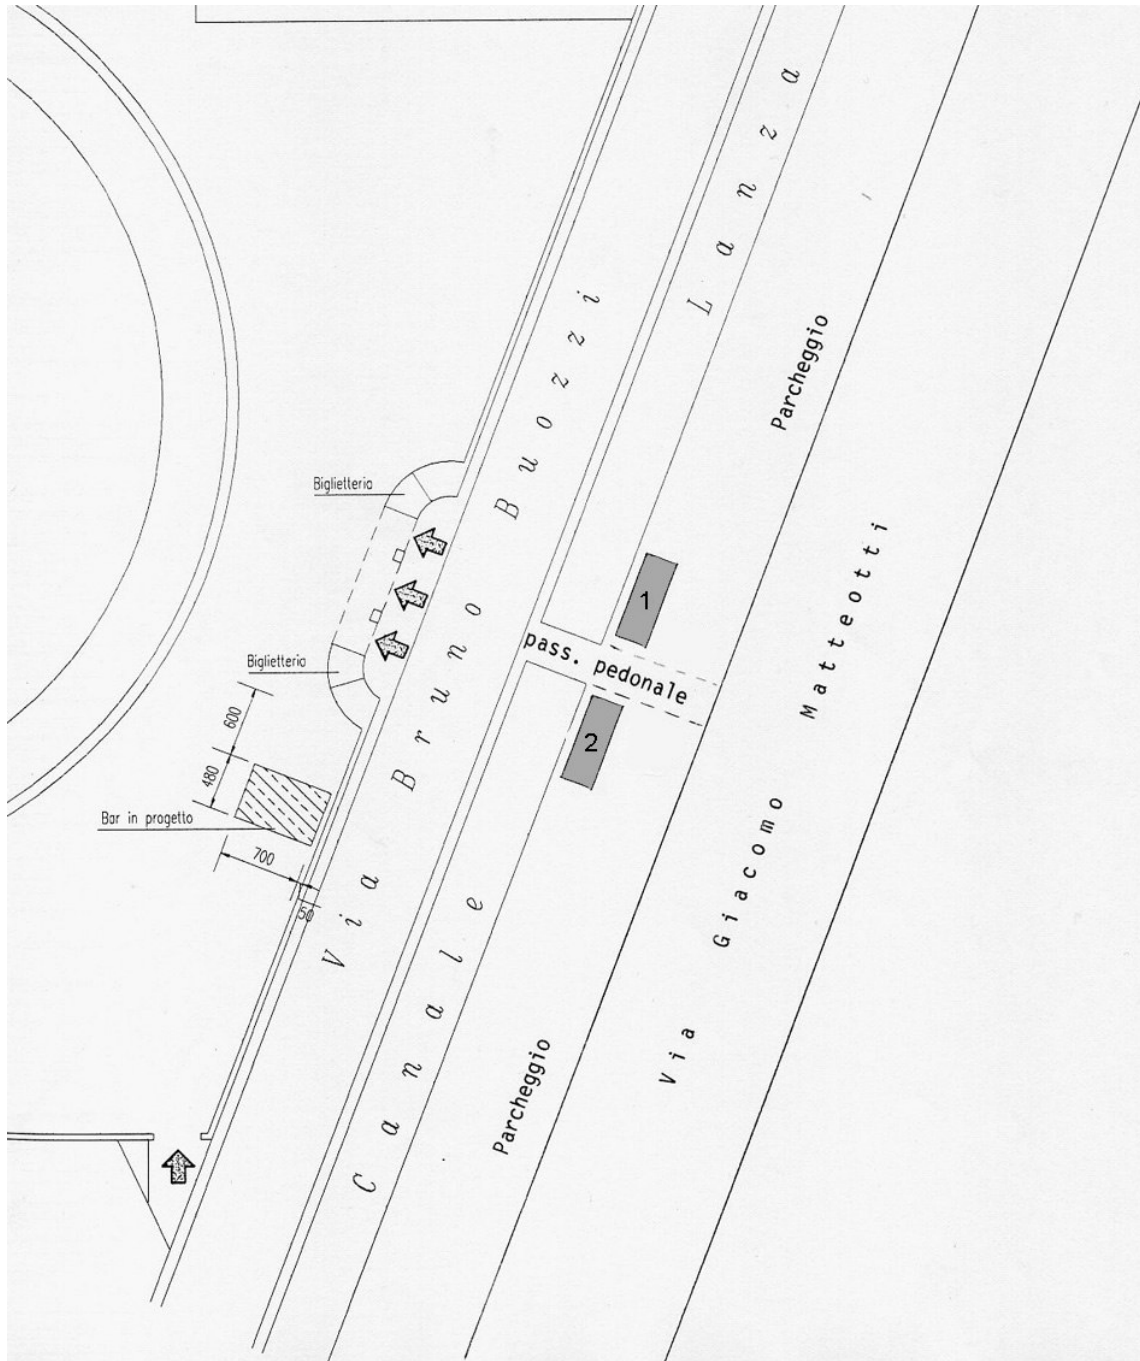 Canale Lanza
Parcheggio
Via Bruno Buozzi
Biglietteria
1
pass. pedonale
Via Giacomo Matteotti
Biglietteria
2
600
480
Bar in progetto
700
50
Parcheggio